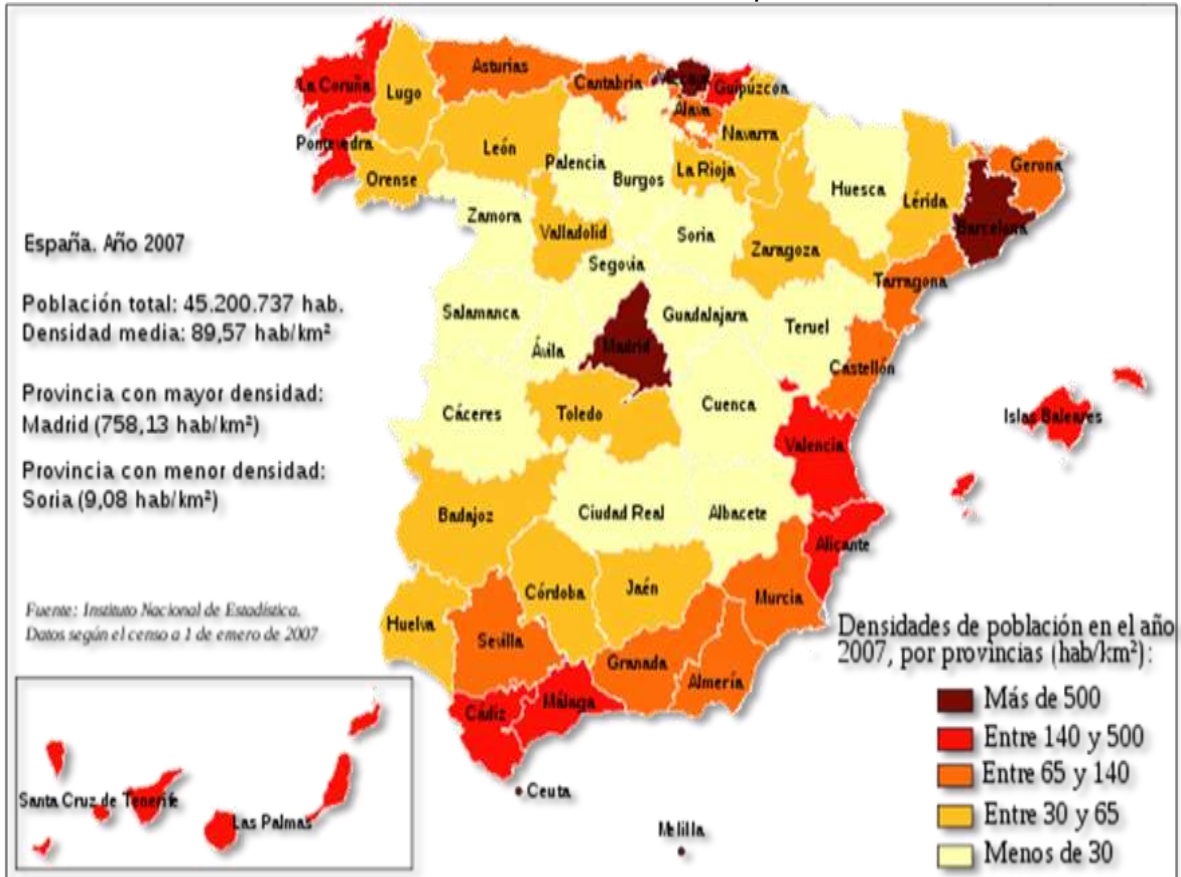 España. Año 2007
Población total: 45.200.737 hab.
Densidad media: 89,57 hab/km²
Provincia con mayor densidad:
Madrid (758,13 hab/km²)
Provincia con menor densidad:
Soria (9,08 hab/km²)
Fuente: Instituto Nacional de Estadística.
Datos según el censo a 1 de enero de 2007
La Coruña
Lugo
Asturias
Cantabria
Guipúzcoa
Álava
Navarra
Pontevedra
Orense
León
Palencia
Burgos
La Rioja
Huesca
Lérida
Gerona
Barcelona
Zamora
Valladolid
Soria
Zaragoza
Segovia
Tarragona
Salamanca
Ávila
Madrid
Guadalajara
Teruel
Castellón
Cáceres
Toledo
Cuenca
Valencia
Islas Baleares
Badajoz
Ciudad Real
Albacete
Alicante
Huelva
Sevilla
Córdoba
Jaén
Murcia
Granada
Almería
Cádiz
Málaga
Ceuta
Melilla
Santa Cruz de Tenerife
Las Palmas
Densidades de población en el año
2007, por provincias (hab/km²):
Más de 500
Entre 140 y 500
Entre 65 y 140
Entre 30 y 65
Menos de 30